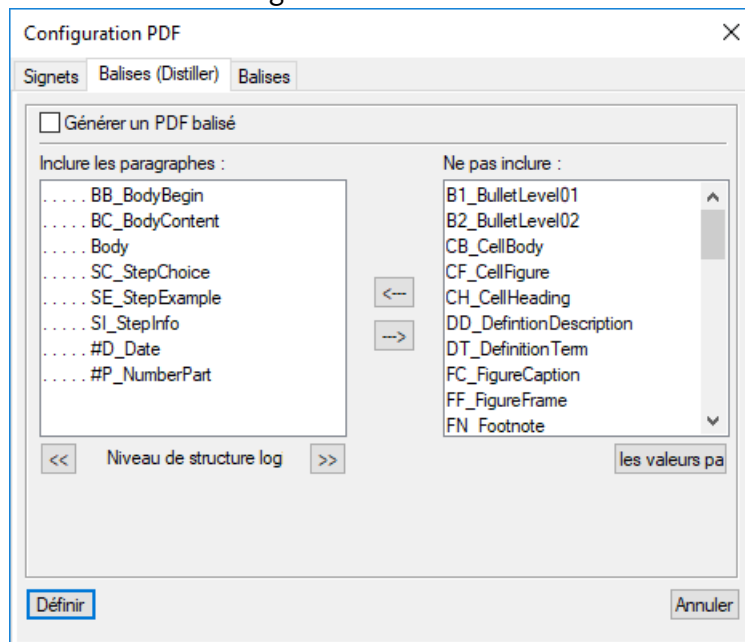 Configuration PDF
Signets Balises (Distiller) Balises
Générer un PDF balisé
Inclure les paragraphes :
. . . . . BB_BodyBegin
. . . . . BC_BodyContent
. . . . . Body
. . . . . SC_StepChoice
. . . . . SE_StepExample
. . . . . SI_StepInfo
. . . . . #D_Date
. . . . . #P_NumberPart
<---
--->
Ne pas inclure :
B1_BulletLevel01
B2_BulletLevel02
CB_CellBody
CF_CellFigure
CH_CellHeading
DD_DefintionDescription
DT_DefinitionTerm
FC_FigureCaption
FF_FigureFrame
FN_Footnote
<< Niveau de structure log >>
les valeurs pa
Définir
Annuler